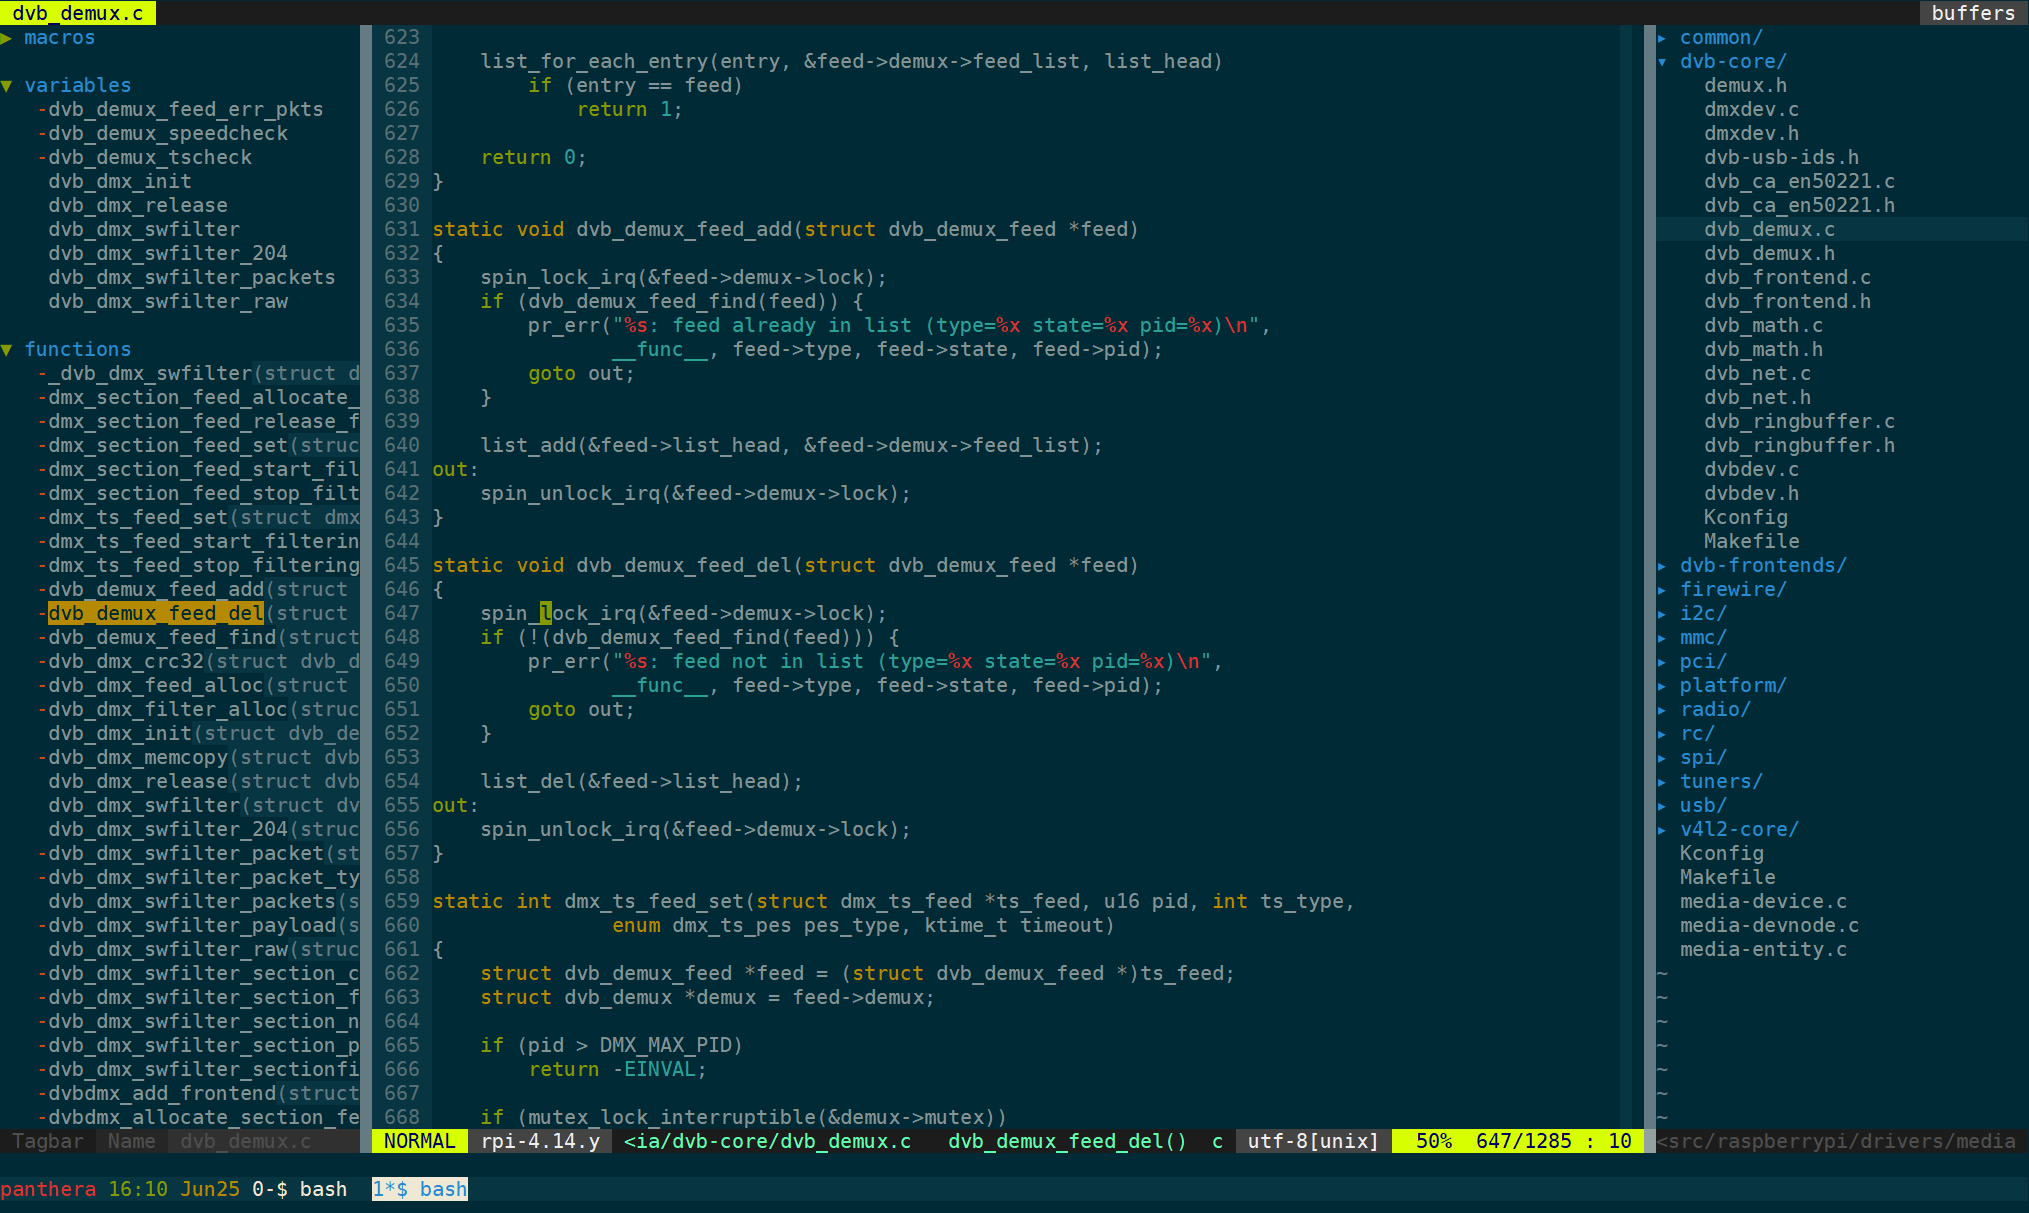 dvb_demux.c
buffers
▶ macros
▼ variables
-dvb_demux_feed_err_pkts
-dvb_demux_speedcheck
-dvb_demux_tscheck
dvb_dmx_init
dvb_dmx_release
dvb_dmx_swfilter
dvb_dmx_swfilter_204
dvb_dmx_swfilter_packets
dvb_dmx_swfilter_raw
▼ functions
-_dvb_dmx_swfilter(struct d
-dmx_section_feed_allocate_
-dmx_section_feed_release_f
-dmx_section_feed_set(struc
-dmx_section_feed_start_fil
-dmx_section_feed_stop_filt
-dmx_ts_feed_set(struct dmx
-dmx_ts_feed_start_filterin
-dmx_ts_feed_stop_filtering
-dvb_demux_feed_add(struct
-dvb_demux_feed_del(struct
-dvb_demux_feed_find(struct
-dvb_dmx_crc32(struct dvb_d
-dvb_dmx_feed_alloc(struct
-dvb_dmx_filter_alloc(struc
dvb_dmx_init(struct dvb_de
-dvb_dmx_memcopy(struct dvb
dvb_dmx_release(struct dvb
dvb_dmx_swfilter(struct dv
dvb_dmx_swfilter_204(struc
-dvb_dmx_swfilter_packet(st
-dvb_dmx_swfilter_packet_ty
dvb_dmx_swfilter_packets(s
-dvb_dmx_swfilter_payload(s
dvb_dmx_swfilter_raw(struc
-dvb_dmx_swfilter_section_c
-dvb_dmx_swfilter_section_f
-dvb_dmx_swfilter_section_n
-dvb_dmx_swfilter_section_p
-dvb_dmx_swfilter_sectionfi
-dvbdmx_add_frontend(struct
-dvbdmx_allocate_section_fe
623
624     list_for_each_entry(entry, &feed->demux->feed_list, list_head)
625         if (entry == feed)
626             return 1;
627
628     return 0;
629 }
630
631 static void dvb_demux_feed_add(struct dvb_demux_feed *feed)
632 {
633     spin_lock_irq(&feed->demux->lock);
634     if (dvb_demux_feed_find(feed)) {
635         pr_err("%s: feed already in list (type=%x state=%x pid=%x)\n",
636                __func__, feed->type, feed->state, feed->pid);
637         goto out;
638     }
639
640     list_add(&feed->list_head, &feed->demux->feed_list);
641 out:
642     spin_unlock_irq(&feed->demux->lock);
643 }
644
645 static void dvb_demux_feed_del(struct dvb_demux_feed *feed)
646 {
647     spin_lock_irq(&feed->demux->lock);
648     if (!(dvb_demux_feed_find(feed))) {
649         pr_err("%s: feed not in list (type=%x state=%x pid=%x)\n",
650                __func__, feed->type, feed->state, feed->pid);
651         goto out;
652     }
653
654     list_del(&feed->list_head);
655 out:
656     spin_unlock_irq(&feed->demux->lock);
657 }
658
659 static int dmx_ts_feed_set(struct dmx_ts_feed *ts_feed, u16 pid, int ts_type,
660                enum dmx_ts_pes pes_type, ktime_t timeout)
661 {
662     struct dvb_demux_feed *feed = (struct dvb_demux_feed *)ts_feed;
663     struct dvb_demux *demux = feed->demux;
664
665     if (pid > DMX_MAX_PID)
666         return -EINVAL;
667
668     if (mutex_lock_interruptible(&demux->mutex))
▸ common/
▾ dvb-core/
demux.h
dmxdev.c
dmxdev.h
dvb-usb-ids.h
dvb_ca_en50221.c
dvb_ca_en50221.h
dvb_demux.c
dvb_demux.h
dvb_frontend.c
dvb_frontend.h
dvb_math.c
dvb_math.h
dvb_net.c
dvb_net.h
dvb_ringbuffer.c
dvb_ringbuffer.h
dvbdev.c
dvbdev.h
Kconfig
Makefile
▸ dvb-frontends/
▸ firewire/
▸ i2c/
▸ mmc/
▸ pci/
▸ platform/
▸ radio/
▸ rc/
▸ spi/
▸ tuners/
▸ usb/
▸ v4l2-core/
Kconfig
Makefile
media-device.c
media-devnode.c
media-entity.c
~
~
~
~
~
~
~
Tagbar  Name  dvb_demux.c
NORMAL  rpi-4.14.y  <ia/dvb-core/dvb_demux.c   dvb_demux_feed_del()  c  utf-8[unix]   50%  647/1285 : 10
<src/raspberrypi/drivers/media
panthera 16:10 Jun25 0-$ bash  1*$ bash